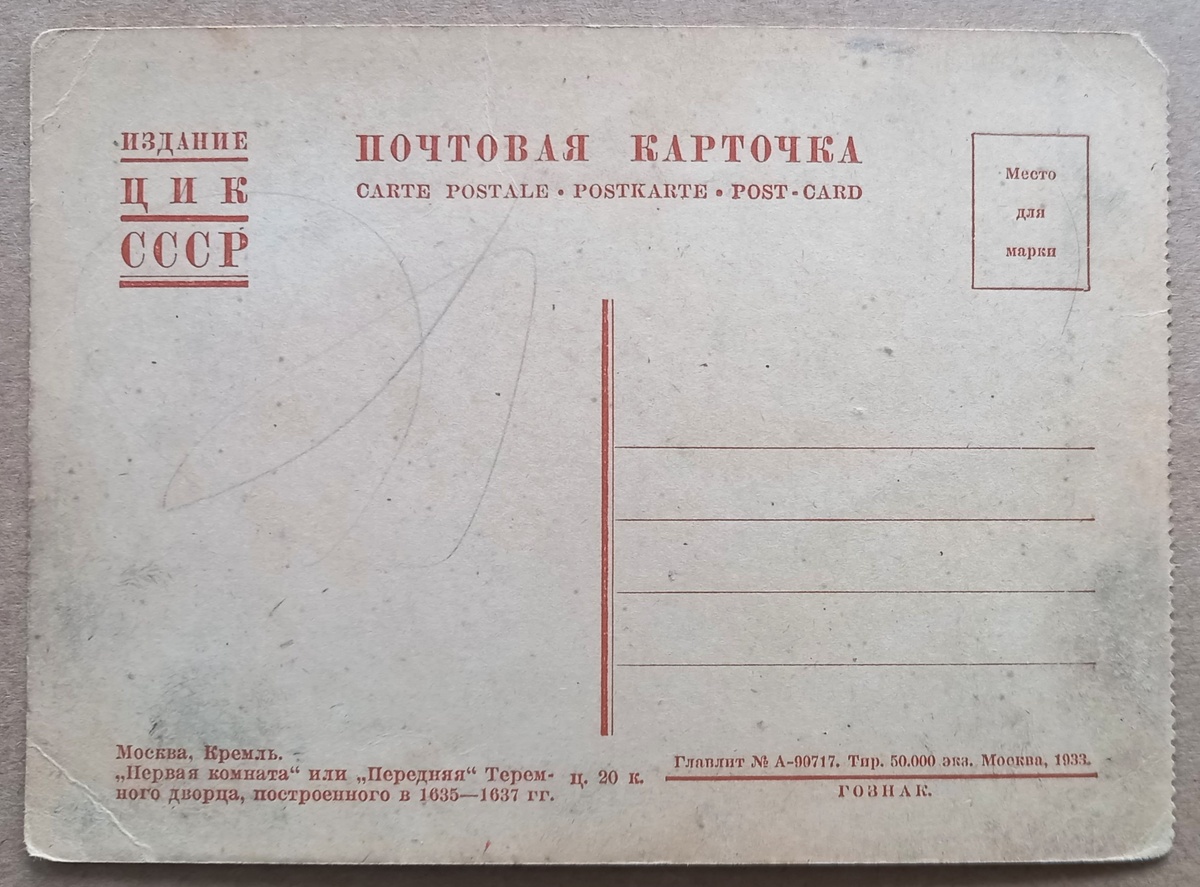 ИЗДАНИЕ
ЦИК
СССР
ПОЧТОВАЯ КАРТОЧКА
CARTE POSTALE • POSTKARTE • POST-CARD
Место
для
марки
Москва, Кремль.
„Первая комната“ или „Передняя“ Терем-
ного дворца, построенного в 1635—1637 гг.
ц. 20 к.
Главлит № А-90717. Тир. 50.000 экз. Москва, 1933.
ГОЗНАК.